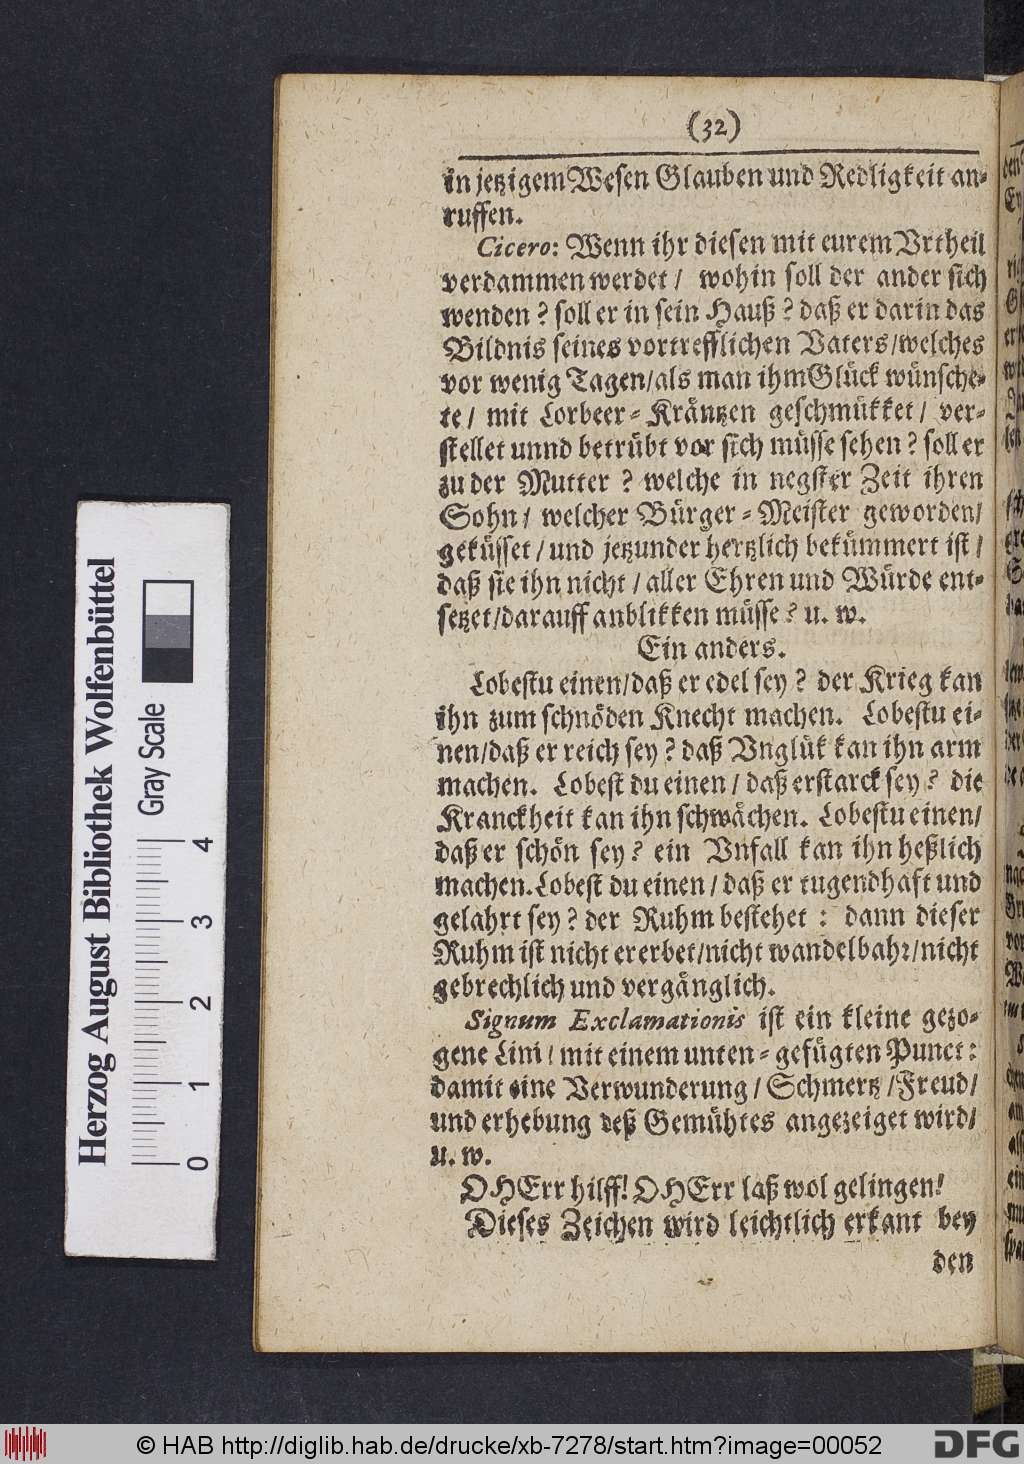 (32)
in jetzigem Wesen Glauben und Redligkeit an-
ruffen.
Cicero: Wenn ihr diesen mit eurem Vrtheil
verdammen werdet / wohin soll der ander sich
wenden ? soll er in sein Hauß ? daß er darin das
Bildnis seines vortrefflichen Vaters/welches
vor wenig Tagen/als man ihm Glück wünsche-
te / mit Lorbeer-Kräntzen geschmükket / ver-
stellet unnd betrübt vor sich müsse sehen ? soll er
zu der Mutter ? welche in negster Zeit ihren
Sohn / welcher Bürger-Meister geworden/
geküsset / und jetzunder hertzlich bekümmert ist /
daß sie ihn nicht / aller Ehren und Würde ent-
setzet/darauff anblikken müsse ? u. w.
Ein anders.
Lobestu einen/daß er edel sey ? der Krieg kan
ihn zum schnöden Knecht machen. Lobestu ei-
nen/daß er reich sey ? daß Vnglük kan ihn arm
machen. Lobest du einen / daß er starck sey ? die
Kranckheit kan ihn schwächen. Lobestu einen/
daß er schön sey ? ein Vnfall kan ihn heßlich
machen. Lobest du einen / daß er tugendhaft und
gelahrt sey ? der Ruhm bestehet : dann dieser
Ruhm ist nicht ererbet/nicht wandelbahr/nicht
gebrechlich und vergänglich.
Signum Exclamationis ist ein kleine gezo-
gene Lini / mit einem unten-gefügten Punct:
damit eine Verwunderung / Schmertz / Freud/
und erhebung deß Gemühtes angezeiget wird/
u. w.
O HErr hilff! O HErr laß wol gelingen!
Dieses Zeichen wird leichtlich erkant bey
den
Herzog August Bibliothek Wolfenbüttel
Gray Scale
0 1 2 3 4
© HAB http://diglib.hab.de/drucke/xb-7278/start.htm?image=00052
DFG